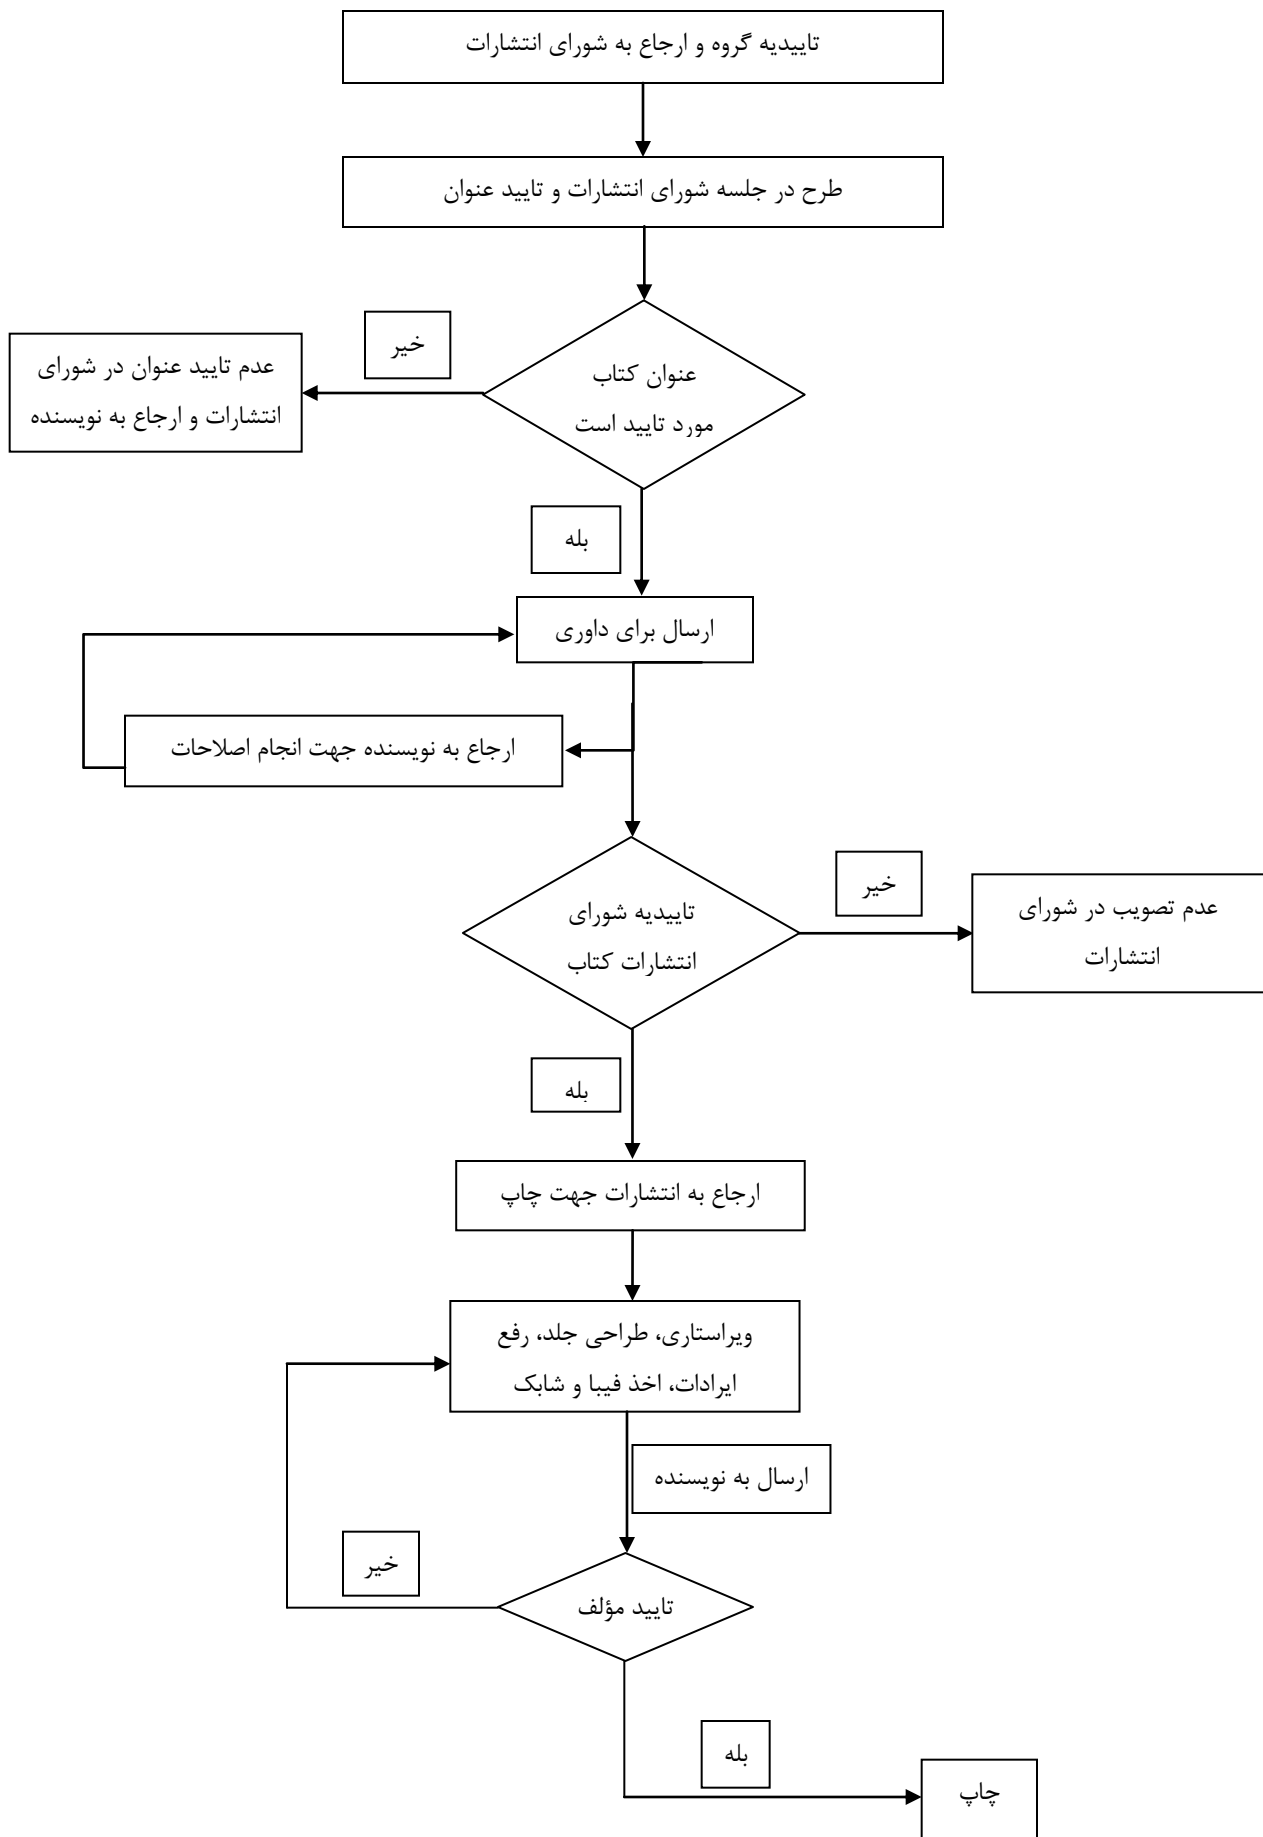 تاییدیه گروه و ارجاع به شورای انتشارات
طرح در جلسه شورای انتشارات و تایید عنوان
عنوان کتاب
مورد تایید است
خیر
عدم تایید عنوان در شورای
انتشارات و ارجاع به نویسنده
بله
ارسال برای داوری
ارجاع به نویسنده جهت انجام اصلاحات
تاییدیه شورای
انتشارات کتاب
خیر
عدم تصویب در شورای
انتشارات
بله
ارجاع به انتشارات جهت چاپ
ویراستاری، طراحی جلد، رفع
ایرادات، اخذ فیبا و شابک
ارسال به نویسنده
خیر
تایید مؤلف
بله
چاپ